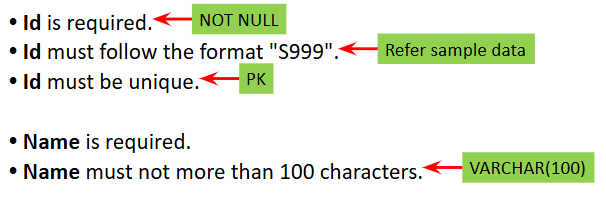 • Id is required. NOT NULL
• Id must follow the format "S999". Refer sample data
• Id must be unique. PK
• Name is required.
• Name must not more than 100 characters. VARCHAR(100)